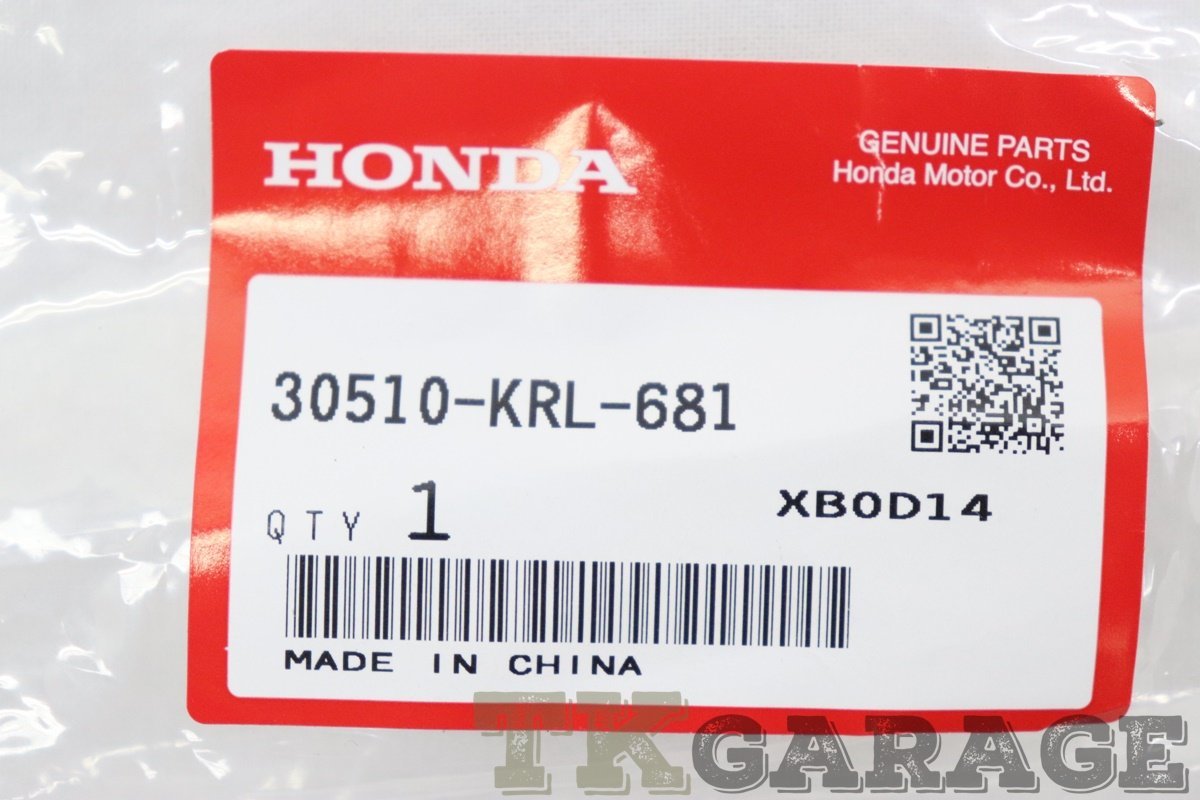 HONDA
GENUINE PARTS
Honda Motor Co., Ltd.
30510-KRL-681
QTY 1
XB0D14
MADE IN CHINA
TKGARAGE